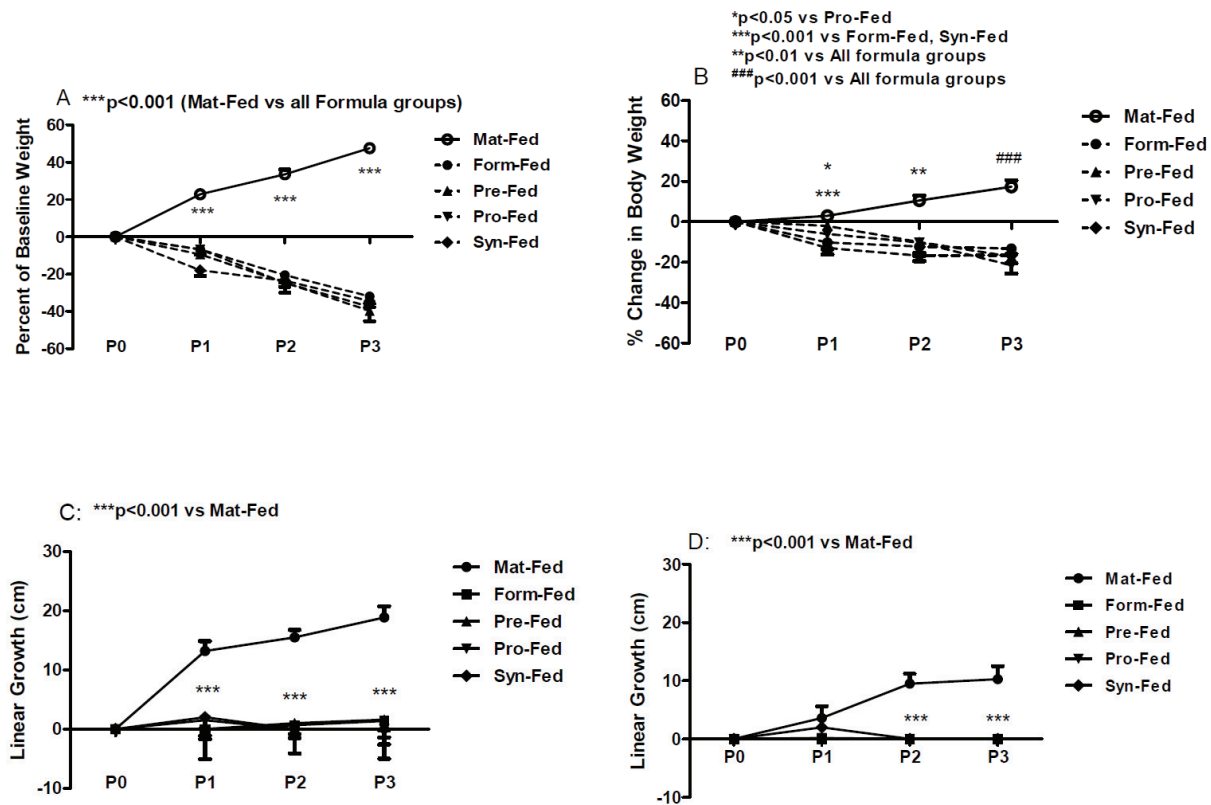 A ***p<0.001 (Mat-Fed vs all Formula groups)
Percent of Baseline Weight
60
40
20
0
-20
-40
-60
P0 P1 P2 P3
***
***
***
Mat-Fed
Form-Fed
Pre-Fed
Pro-Fed
Syn-Fed
*p<0.05 vs Pro-Fed
***p<0.001 vs Form-Fed, Syn-Fed
**p<0.01 vs All formula groups
B ###p<0.001 vs All formula groups
% Change in Body Weight
60
40
20
0
-20
-40
-60
P0 P1 P2 P3
*
***
**
###
Mat-Fed
Form-Fed
Pre-Fed
Pro-Fed
Syn-Fed
C: ***p<0.001 vs Mat-Fed
Linear Growth (cm)
30
20
10
0
-10
P0 P1 P2 P3
***
***
***
Mat-Fed
Form-Fed
Pre-Fed
Pro-Fed
Syn-Fed
D: ***p<0.001 vs Mat-Fed
Linear Growth (cm)
30
20
10
0
-10
P0 P1 P2 P3
***
***
Mat-Fed
Form-Fed
Pre-Fed
Pro-Fed
Syn-Fed